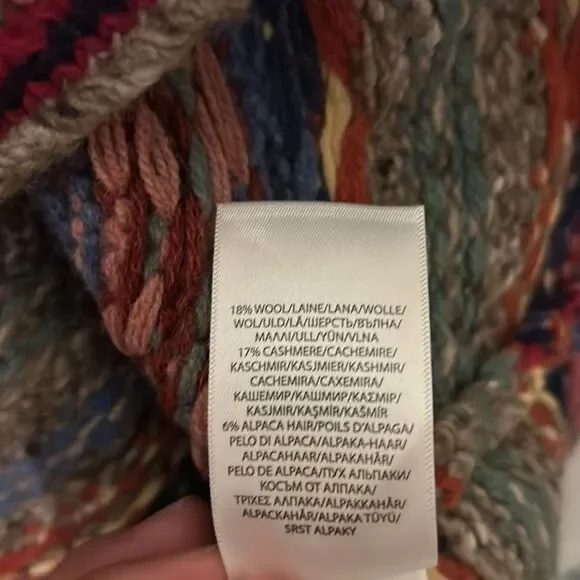 18% WOOL/LAINE/LANA/WOLLE/
WOL/ULD/LÂ/ШЕРСТЬ/ВЪЛНА/
ΜΑΛΛΙ/ULL/YÜN/VLNA
17% CASHMERE/CACHEMIRE/
KASCHMIR/KASJMIER/KASHMIR/
CACHEMIRA/CAXEMIRA/
КАШЕМИР/КАШМИР/ΚΑΣΜΙΡ/
KASJMIR/KAŞMİR/KAŠMÍR
6% ALPACA HAIR/POILS D'ALPAGA/
PELO DI ALPACA/ALPAKA-HAAR/
ALPACAHAAR/ALPAKAHÅR/
PELO DE ALPACA/ПУХ АЛЬПАКИ/
КОСЪМ ОТ АЛПАКА/
ΤΡΙΧΕΣ ΑΛΠΑΚΑ/ALPAKKAHÅR/
ALPACKAHÅR/ALPAKA TÜYÜ/
SRST ALPAKY